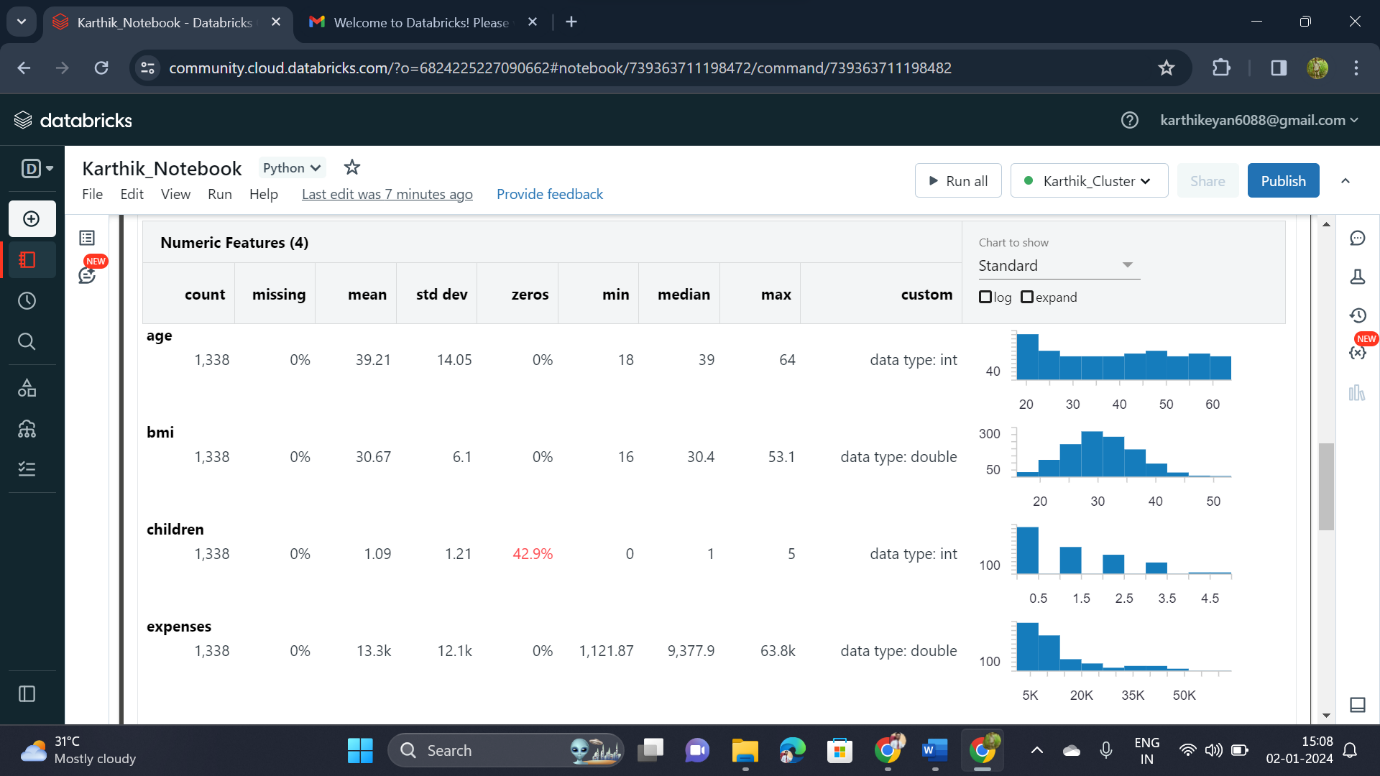 Karthik_Notebook - Databricks
Welcome to Databricks! Please
community.cloud.databricks.com/?o=6824225227090662#notebook/739363711198472/command/739363711198482
databricks
karthikeyan6088@gmail.com
D
Karthik_Notebook
Python
File Edit View Run Help Last edit was 7 minutes ago Provide feedback
Run all
Karthik_Cluster
Share
Publish
NEW
NEW
Numeric Features (4)
Chart to show
Standard
log expand
count missing mean std dev zeros min median max custom
age
1,338 0% 39.21 14.05 0% 18 39 64 data type: int
40
20 30 40 50 60
bmi
1,338 0% 30.67 6.1 0% 16 30.4 53.1 data type: double
300
50
20 30 40 50
children
1,338 0% 1.09 1.21 42.9% 0 1 5 data type: int
100
0.5 1.5 2.5 3.5 4.5
expenses
1,338 0% 13.3k 12.1k 0% 1,121.87 9,377.9 63.8k data type: double
100
5K 20K 35K 50K
31°C
Mostly cloudy
Search
ENG
IN
15:08
02-01-2024